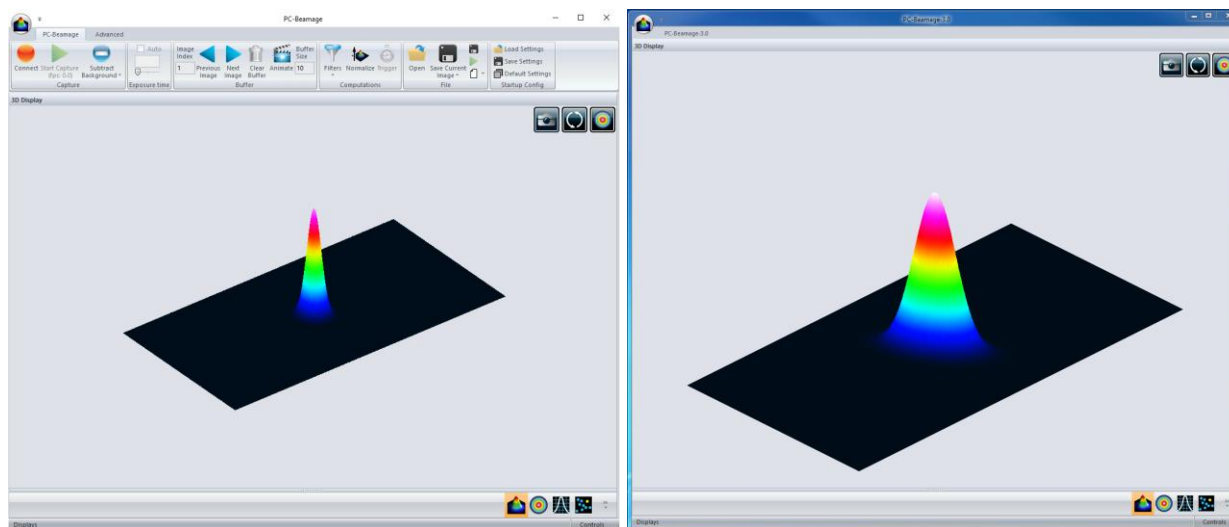 PC-Beamage
PC-Beamage Advanced
Connect Start Capture (fps: 0.0) Subtract Background
Capture
Auto
Exposure time
Image Index
1
Previous Image Next Image Clear Buffer Animate
Buffer Size
10
Buffer
Filters Normalize Trigger
Computations
Open Save Current Image
File
Load Settings
Save Settings
Default Settings
Startup Config
3D Display
Displays Controls
PC-Beamage-3.0
PC-Beamage-3.0
3D Display
Displays Controls